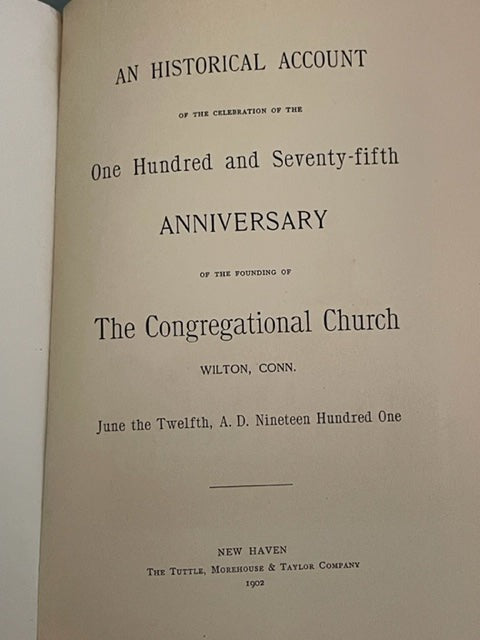 AN HISTORICAL ACCOUNT
OF THE CELEBRATION OF THE
One Hundred and Seventy-fifth
ANNIVERSARY
OF THE FOUNDING OF
The Congregational Church
WILTON, CONN.
June the Twelfth, A. D. Nineteen Hundred One
NEW HAVEN
THE TUTTLE, MOREHOUSE & TAYLOR COMPANY
1902